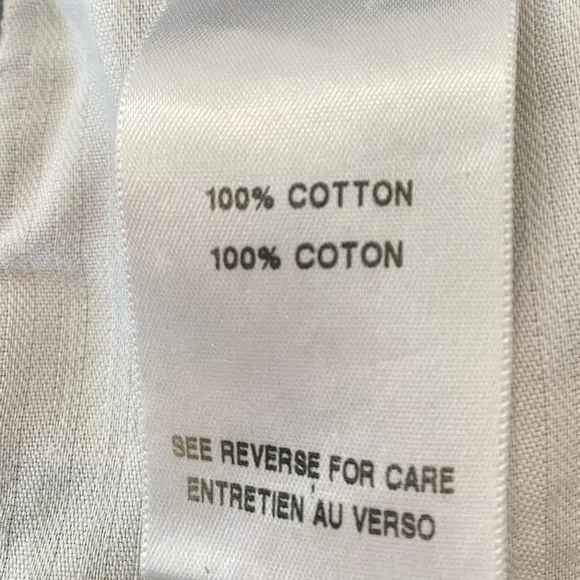 100% COTTON
100% COTON
SEE REVERSE FOR CARE
ENTRETIEN AU VERSO